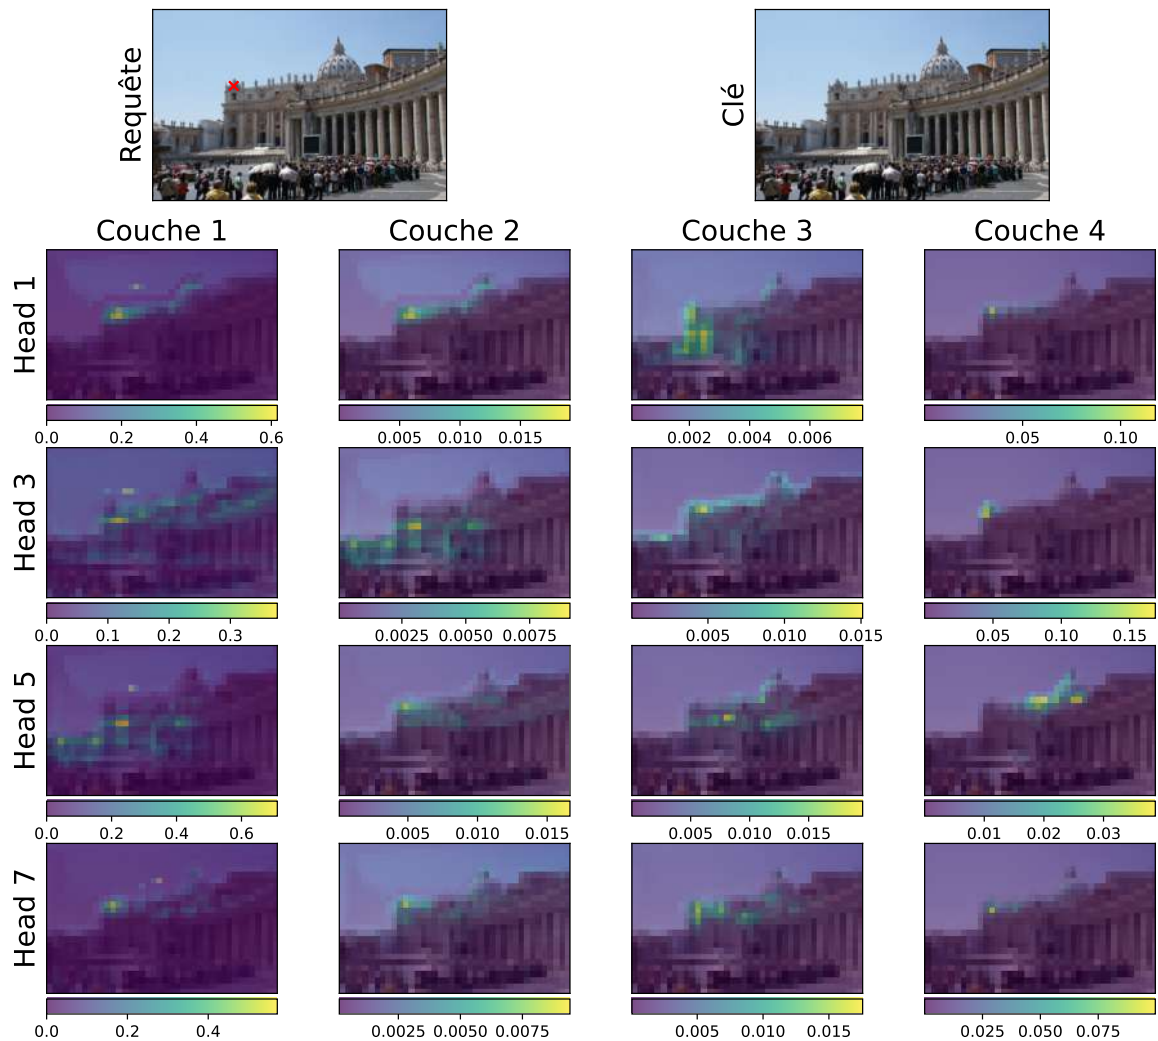 Requête
Clé
Couche 1 Couche 2 Couche 3 Couche 4
Head 1
0.0 0.2 0.4 0.6 0.005 0.010 0.015 0.002 0.004 0.006 0.05 0.10
Head 3
0.0 0.1 0.2 0.3 0.0025 0.0050 0.0075 0.005 0.010 0.015 0.05 0.10 0.15
Head 5
0.0 0.2 0.4 0.6 0.005 0.010 0.015 0.005 0.010 0.015 0.01 0.02 0.03
Head 7
0.0 0.2 0.4 0.0025 0.0050 0.0075 0.005 0.010 0.015 0.025 0.050 0.075